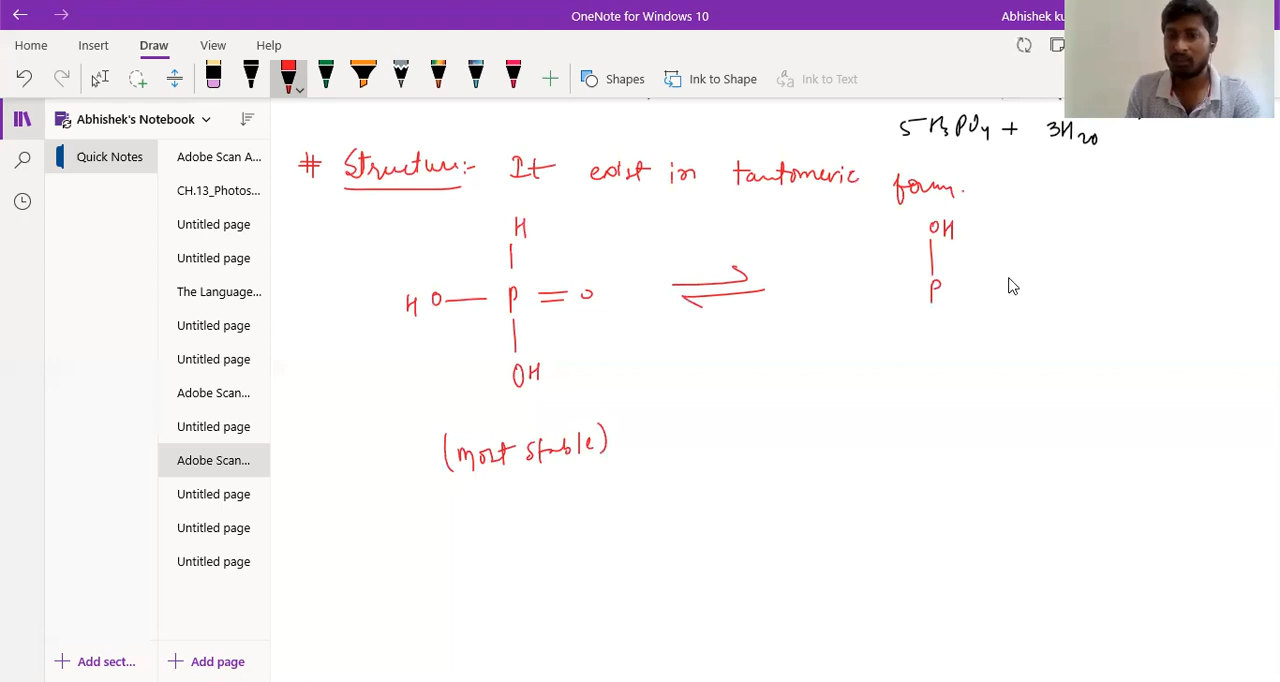 OneNote for Windows 10
Abhishek ku
Home Insert Draw View Help
Shapes Ink to Shape Ink to Text
Abhishek's Notebook
Quick Notes
Adobe Scan A...
CH.13_Photos...
Untitled page
Untitled page
The Language...
Untitled page
Untitled page
Adobe Scan...
Untitled page
Adobe Scan...
Untitled page
Untitled page
Untitled page
Add sect...
Add page
5H3PO4 + 3H2O
# Structure:- It exist in tautomeric form.
H
HO — P = O
OH
OH
P
(most stable)